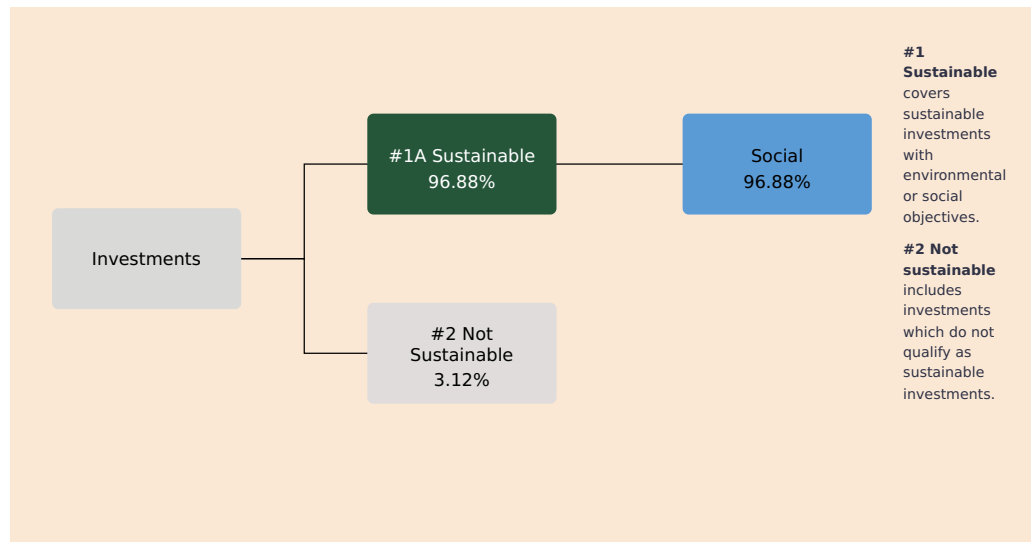 Investments
#1A Sustainable
96.88%
Social
96.88%
#2 Not
Sustainable
3.12%
#1
Sustainable
covers
sustainable
investments
with
environmental
or social
objectives.
#2 Not
sustainable
includes
investments
which do not
qualify as
sustainable
investments.